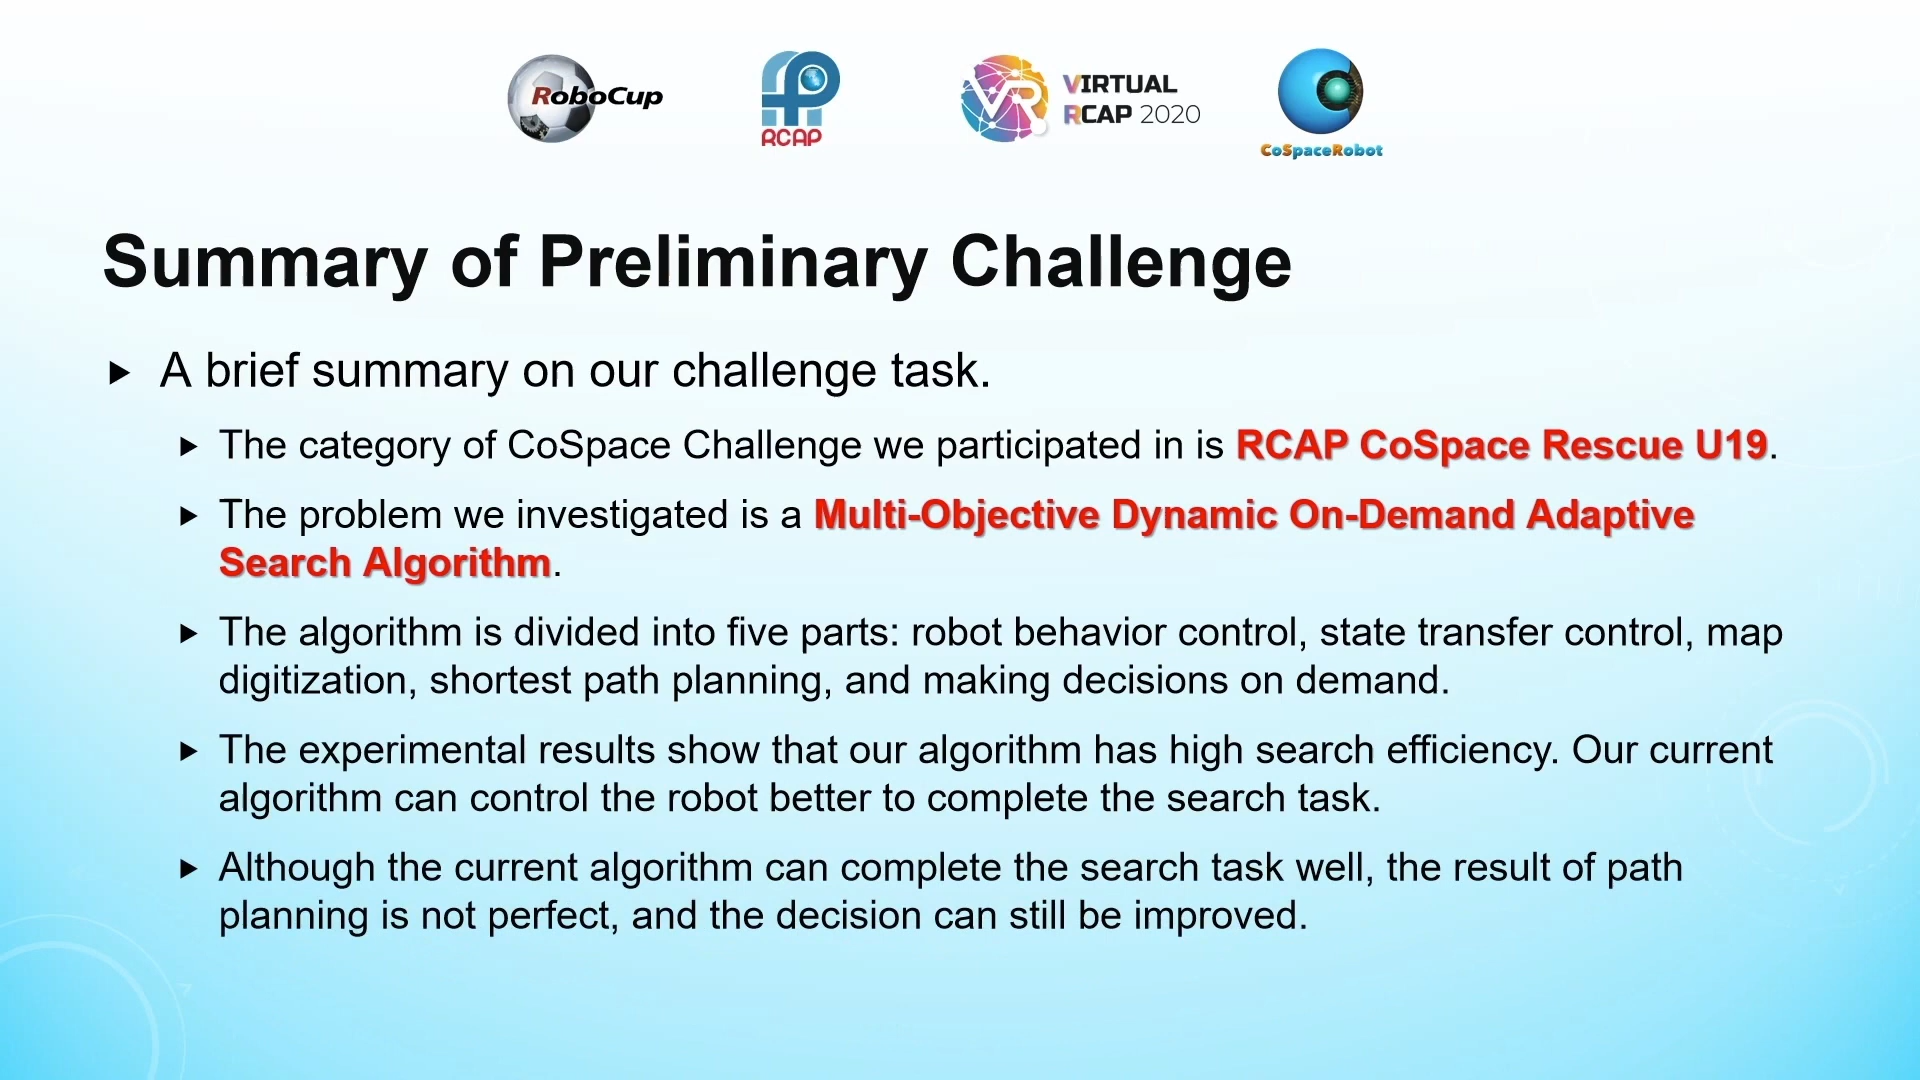 RoboCup
RCAP
VR
VIRTUAL
RCAP 2020
CoSpaceRobot
Summary of Preliminary Challenge
A brief summary on our challenge task.
The category of CoSpace Challenge we participated in is RCAP CoSpace Rescue U19.
The problem we investigated is a Multi-Objective Dynamic On-Demand Adaptive
Search Algorithm.
The algorithm is divided into five parts: robot behavior control, state transfer control, map
digitization, shortest path planning, and making decisions on demand.
The experimental results show that our algorithm has high search efficiency. Our current
algorithm can control the robot better to complete the search task.
Although the current algorithm can complete the search task well, the result of path
planning is not perfect, and the decision can still be improved.